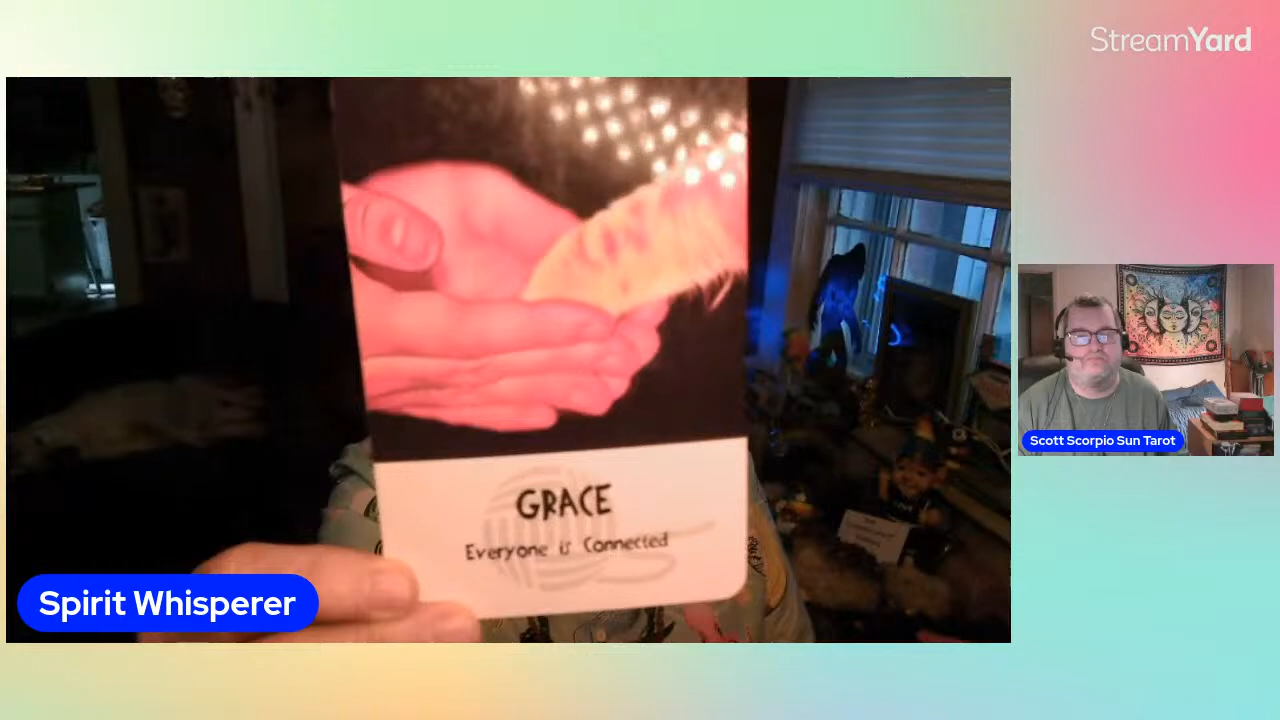 StreamYard
GRACE
Everyone is Connected
Spirit Whisperer
Scott Scorpio Sun Tarot